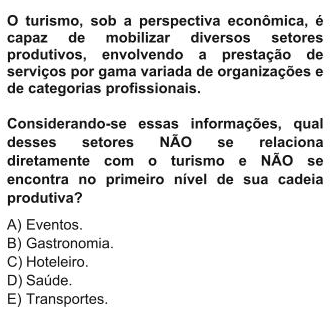 O turismo, sob a perspectiva econômica, é
capaz de mobilizar diversos setores
produtivos, envolvendo a prestação de
serviços por gama variada de organizações e
de categorias profissionais.
Considerando-se essas informações, qual
desses setores NÃO se relaciona
diretamente com o turismo e NÃO se
encontra no primeiro nível de sua cadeia
produtiva?
A) Eventos.
B) Gastronomia.
C) Hoteleiro.
D) Saúde.
E) Transportes.